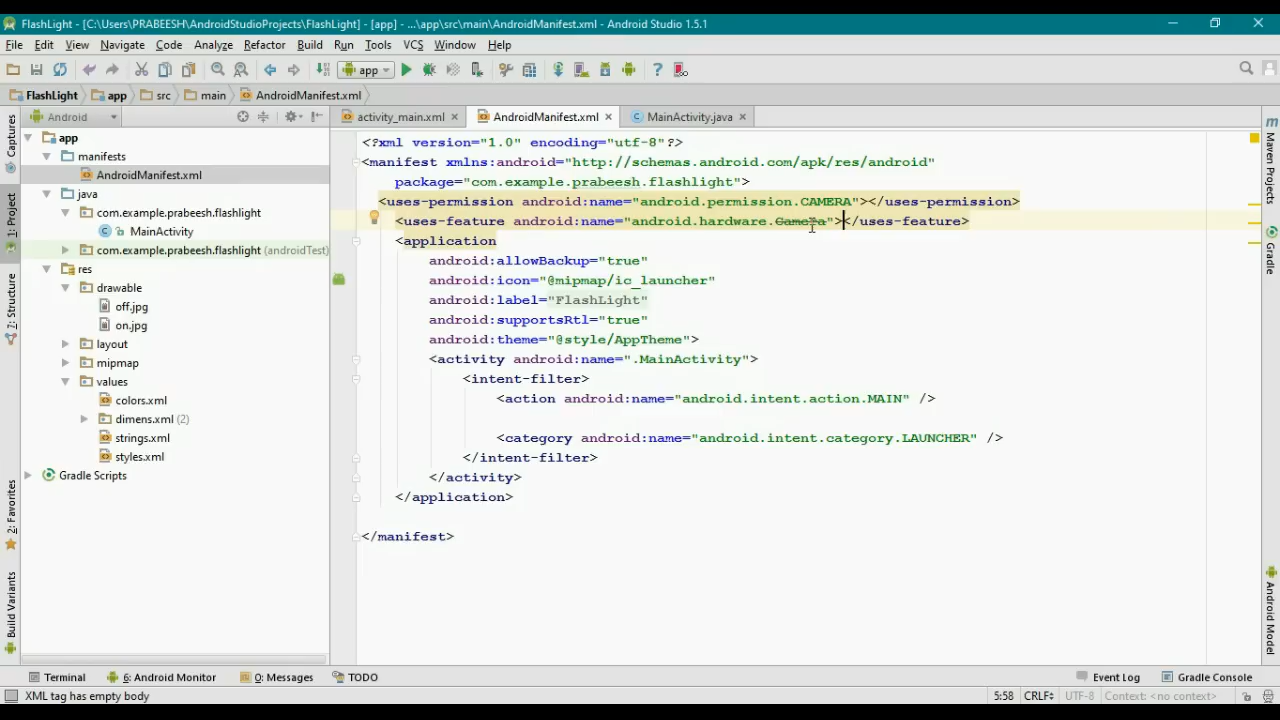 FlashLight - [C:\Users\PRABEESH\AndroidStudioProjects\FlashLight] - [app] - ...\app\src\main\AndroidManifest.xml - Android Studio 1.5.1
File Edit View Navigate Code Analyze Refactor Build Run Tools VCS Window Help
app
FlashLight app src main AndroidManifest.xml
Android
activity_main.xml AndroidManifest.xml MainActivity.java
Captures
1: Project
7: Structure
2: Favorites
Build Variants
app
manifests
AndroidManifest.xml
java
com.example.prabeesh.flashlight
MainActivity
com.example.prabeesh.flashlight (androidTest)
res
drawable
off.jpg
on.jpg
layout
mipmap
values
colors.xml
dimens.xml (2)
strings.xml
styles.xml
Gradle Scripts
<?xml version="1.0" encoding="utf-8"?>
<manifest xmlns:android="http://schemas.android.com/apk/res/android"
package="com.example.prabeesh.flashlight">
<uses-permission android:name="android.permission.CAMERA"></uses-permission>
<uses-feature android:name="android.hardware.Camera"></uses-feature>
<application
android:allowBackup="true"
android:icon="@mipmap/ic_launcher"
android:label="FlashLight"
android:supportsRtl="true"
android:theme="@style/AppTheme">
<activity android:name=".MainActivity">
<intent-filter>
<action android:name="android.intent.action.MAIN" />
<category android:name="android.intent.category.LAUNCHER" />
</intent-filter>
</activity>
</application>
</manifest>
Maven Projects
Gradle
Android Model
Terminal 6: Android Monitor 0: Messages TODO Event Log Gradle Console
XML tag has empty body 5:58 CRLF UTF-8 Context: <no context>